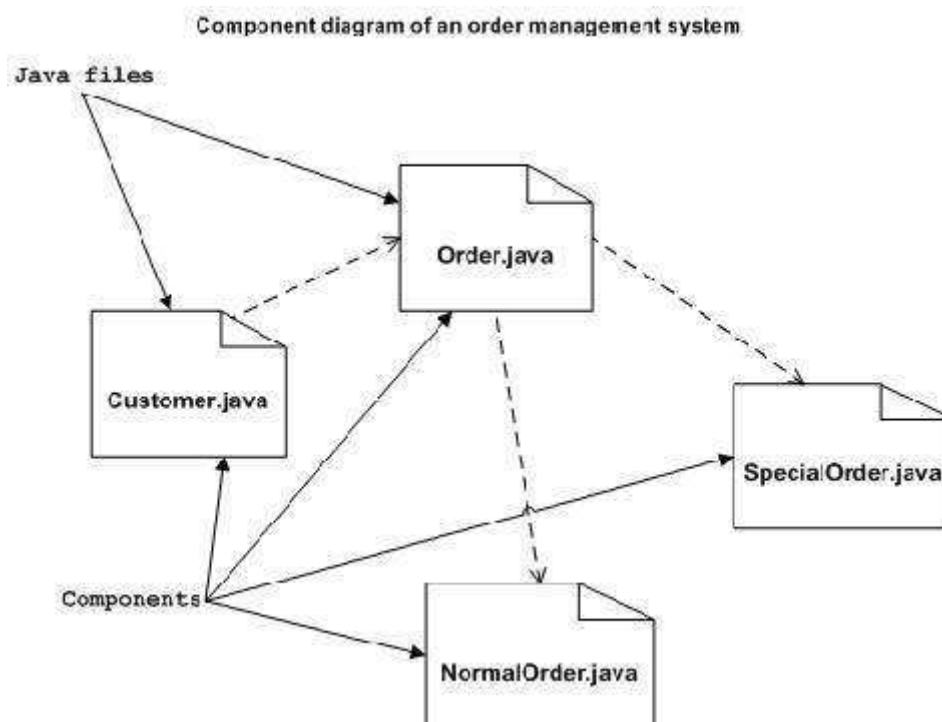 Component diagram of an order management system
Java files
Order.java
Customer.java
SpecialOrder.java
Components
NormalOrder.java